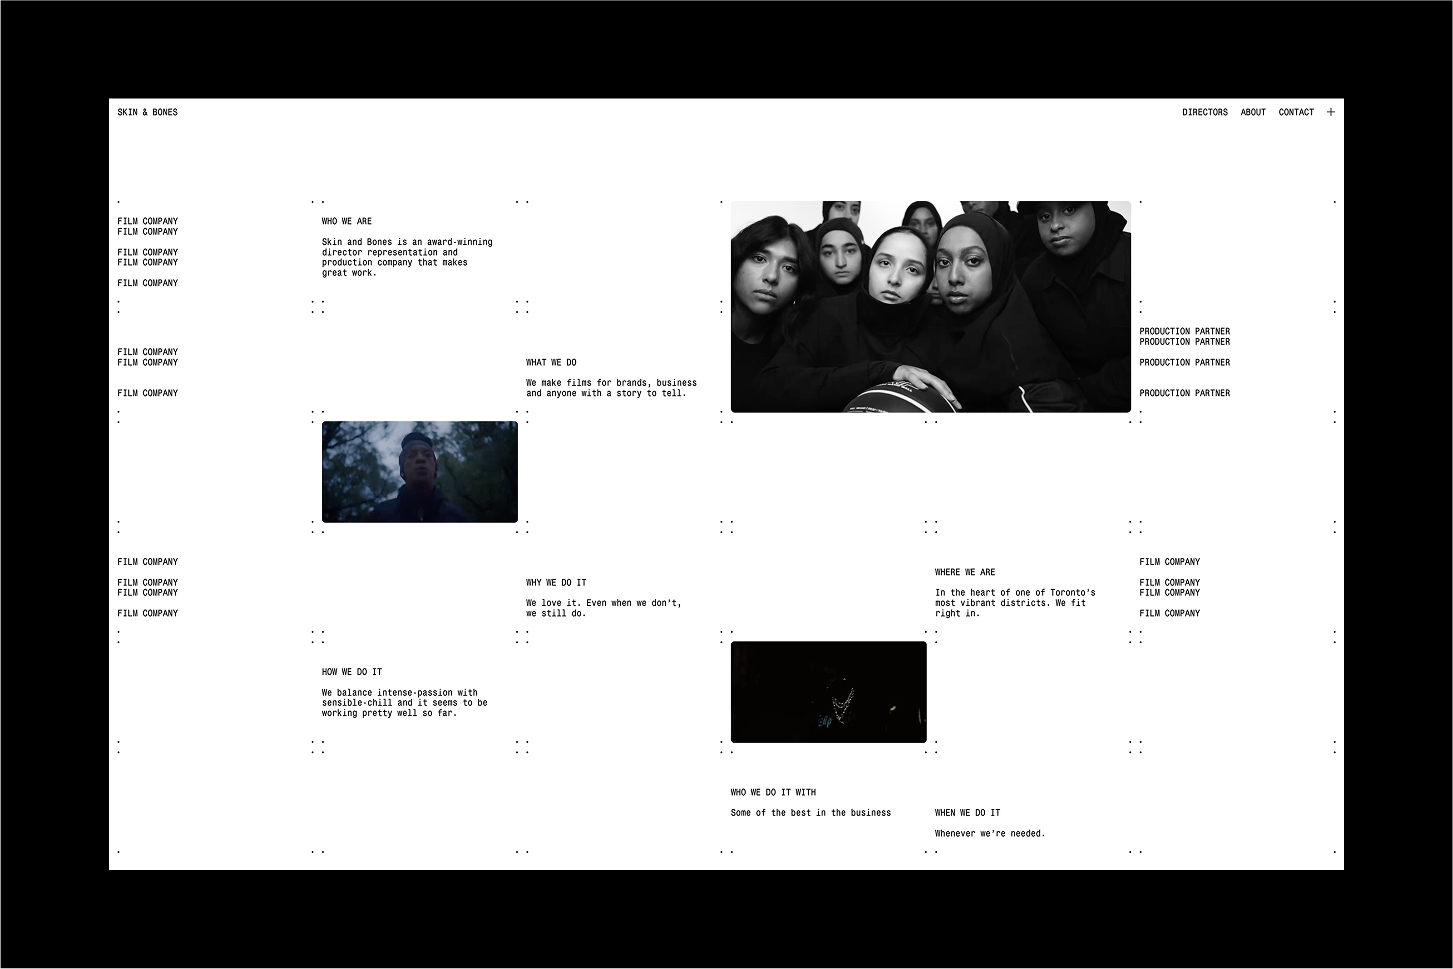 SKIN & BONES
DIRECTORS ABOUT CONTACT +
FILM COMPANY
FILM COMPANY
FILM COMPANY
FILM COMPANY
FILM COMPANY
WHO WE ARE
Skin and Bones is an award-winning
director representation and
production company that makes
great work.
FILM COMPANY
FILM COMPANY
FILM COMPANY
WHAT WE DO
We make films for brands, business
and anyone with a story to tell.
PRODUCTION PARTNER
PRODUCTION PARTNER
PRODUCTION PARTNER
PRODUCTION PARTNER
FILM COMPANY
FILM COMPANY
FILM COMPANY
FILM COMPANY
WHY WE DO IT
We love it. Even when we don't,
we still do.
WHERE WE ARE
In the heart of one of Toronto's
most vibrant districts. We fit
right in.
FILM COMPANY
FILM COMPANY
FILM COMPANY
FILM COMPANY
HOW WE DO IT
We balance intense-passion with
sensible-chill and it seems to be
working pretty well so far.
WHO WE DO IT WITH
Some of the best in the business
WHEN WE DO IT
Whenever we're needed.